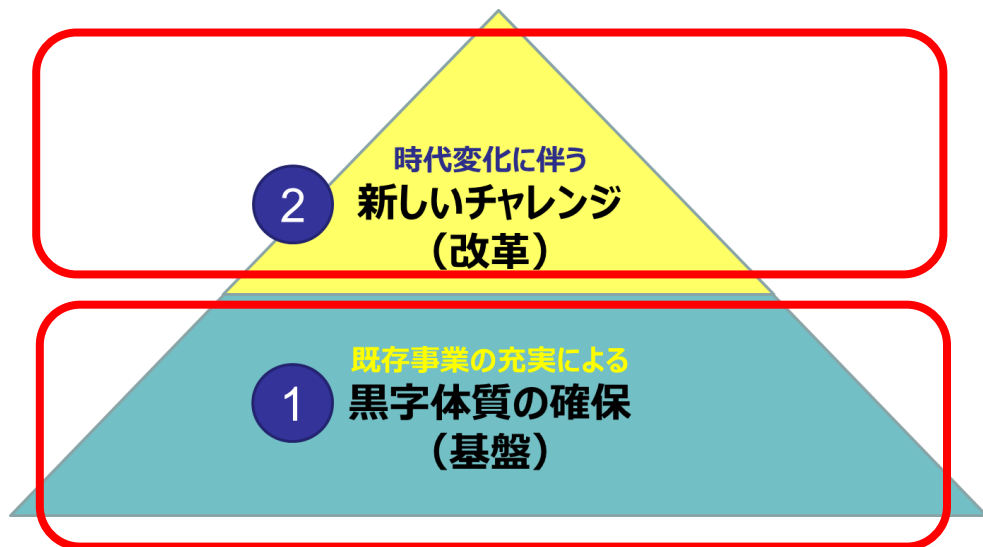 時代変化に伴う
2
新しいチャレンジ
（改革）
既存事業の充実による
1
黒字体質の確保
（基盤）